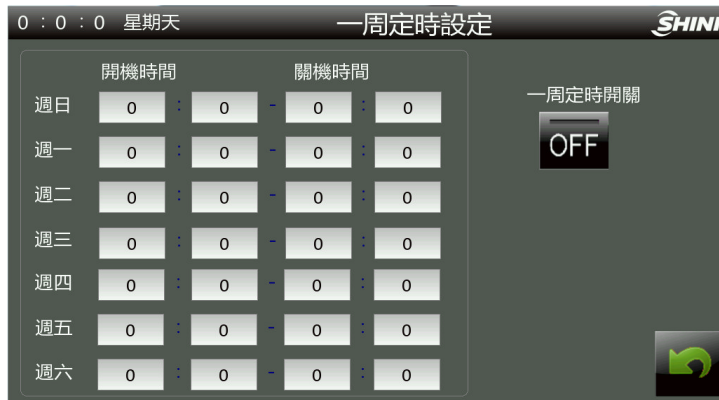 0 : 0 : 0 星期天 一周定時設定 SHINI
開機時間 關機時間
一周定時開關
週日 0 : 0 - 0 : 0
OFF
週一 0 : 0 - 0 : 0
週二 0 : 0 - 0 : 0
週三 0 : 0 - 0 : 0
週四 0 : 0 - 0 : 0
週五 0 : 0 - 0 : 0
週六 0 : 0 - 0 : 0